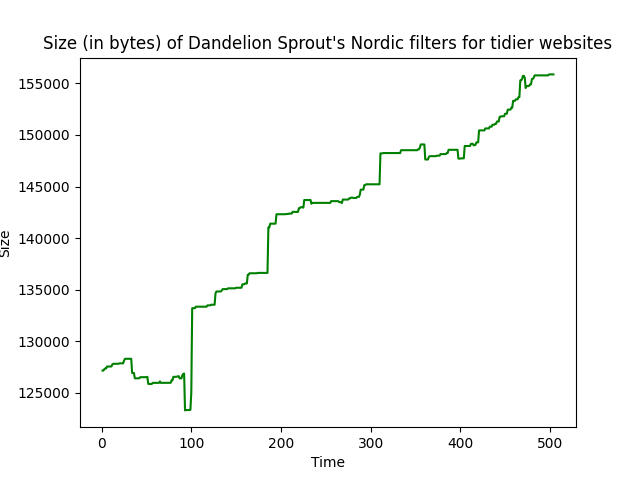 Size (in bytes) of Dandelion Sprout's Nordic filters for tidier websites
155000
150000
145000
140000
135000
130000
125000
Size
0 100 200 300 400 500
Time